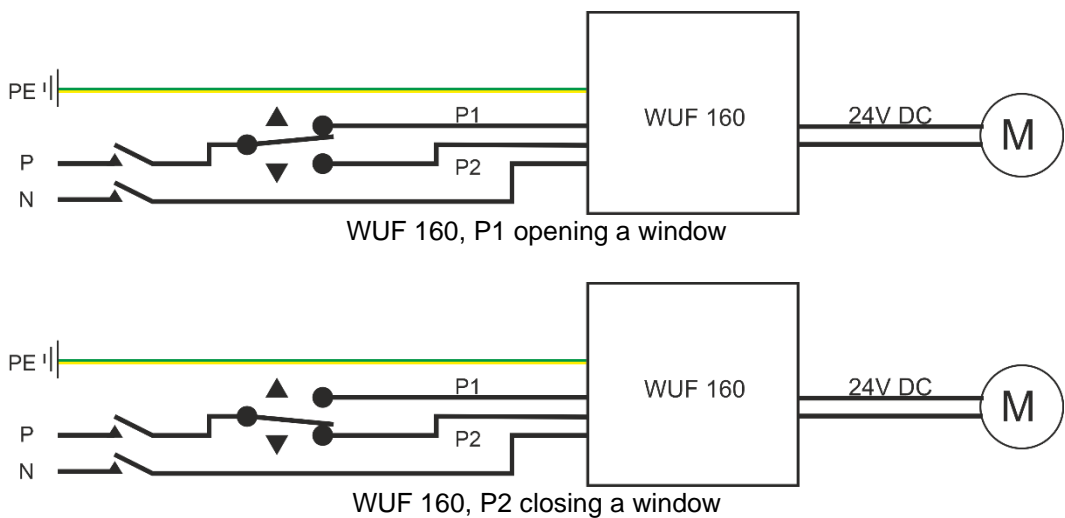 PE
P1
WUF 160
24V DC
M
P
P2
N
WUF 160, P1 opening a window
PE
P1
WUF 160
24V DC
M
P
P2
N
WUF 160, P2 closing a window